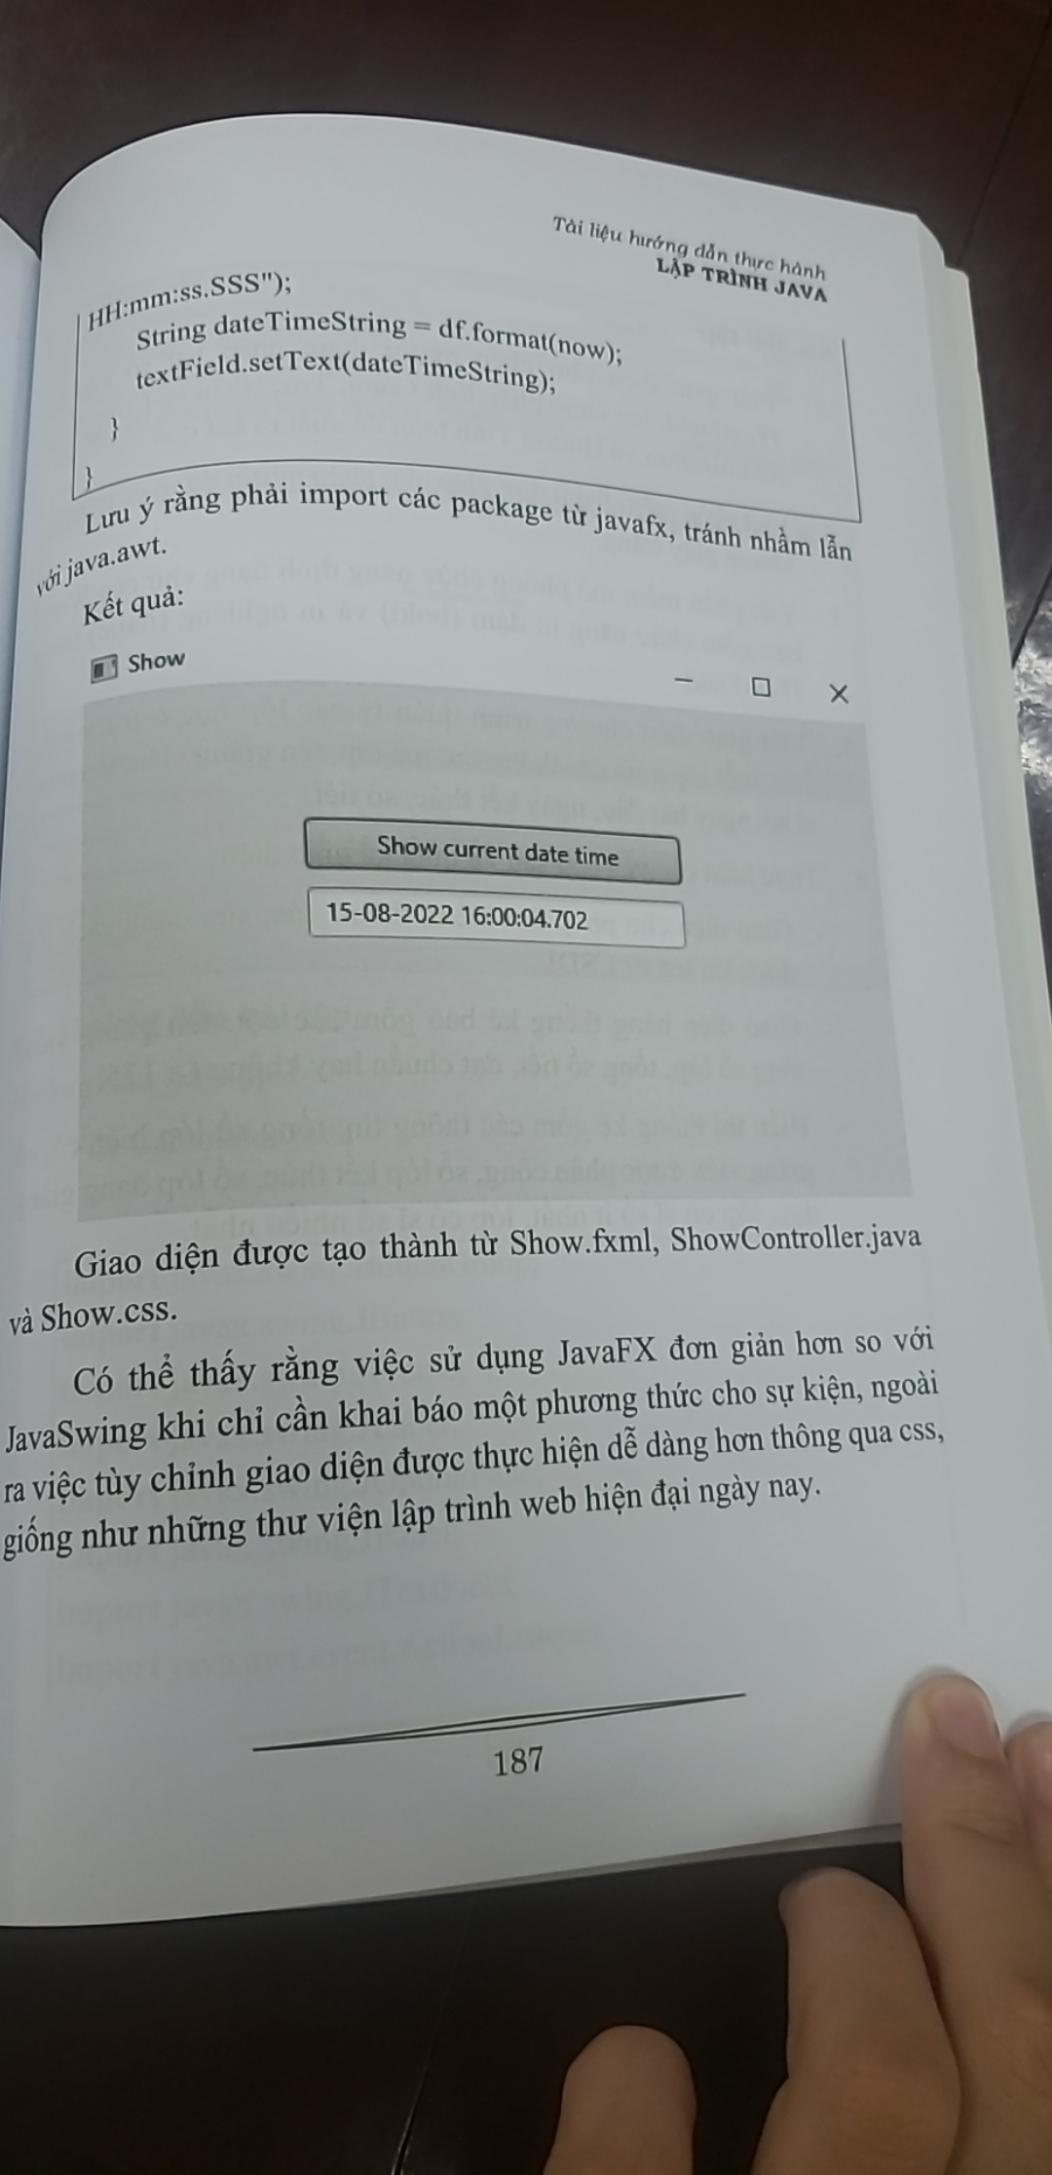 Tài liệu hướng dẫn thực hành
LẬP TRÌNH JAVA
HH:mm:ss.SSS");
String dateTimeString = df.format(now);
textField.setText(dateTimeString);
}
}
Lưu ý rằng phải import các package từ javafx, tránh nhầm lẫn
với java.awt.
Kết quả:
Show
Show current date time
15-08-2022 16:00:04.702
Giao diện được tạo thành từ Show.fxml, ShowController.java
và Show.css.
Có thể thấy rằng việc sử dụng JavaFX đơn giản hơn so với
JavaSwing khi chỉ cần khai báo một phương thức cho sự kiện, ngoài
ra việc tùy chỉnh giao diện được thực hiện dễ dàng hơn thông qua css,
giống như những thư viện lập trình web hiện đại ngày nay.
187